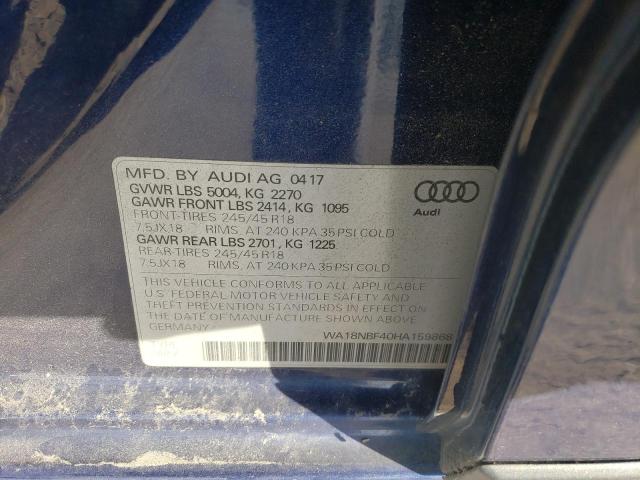 MFD. BY AUDI AG 04 17
GVWR LBS 5004, KG 2270
GAWR FRONT LBS 2414, KG 1095
FRONT-TIRES 245/45 R18
7.5JX18 RIMS, AT 240 KPA 35 PSI COLD
GAWR REAR LBS 2701, KG 1225
REAR-TIRES 245/45 R18
7.5JX18 RIMS, AT 240 KPA 35 PSI COLD
Audi
THIS VEHICLE CONFORMS TO ALL APPLICABLE
U.S. FEDERAL MOTOR VEHICLE SAFETY AND
THEFT PREVENTION STANDARDS IN EFFECT ON
THE DATE OF MANUFACTURE SHOWN ABOVE.
GERMANY
WA18NBF40HA159868